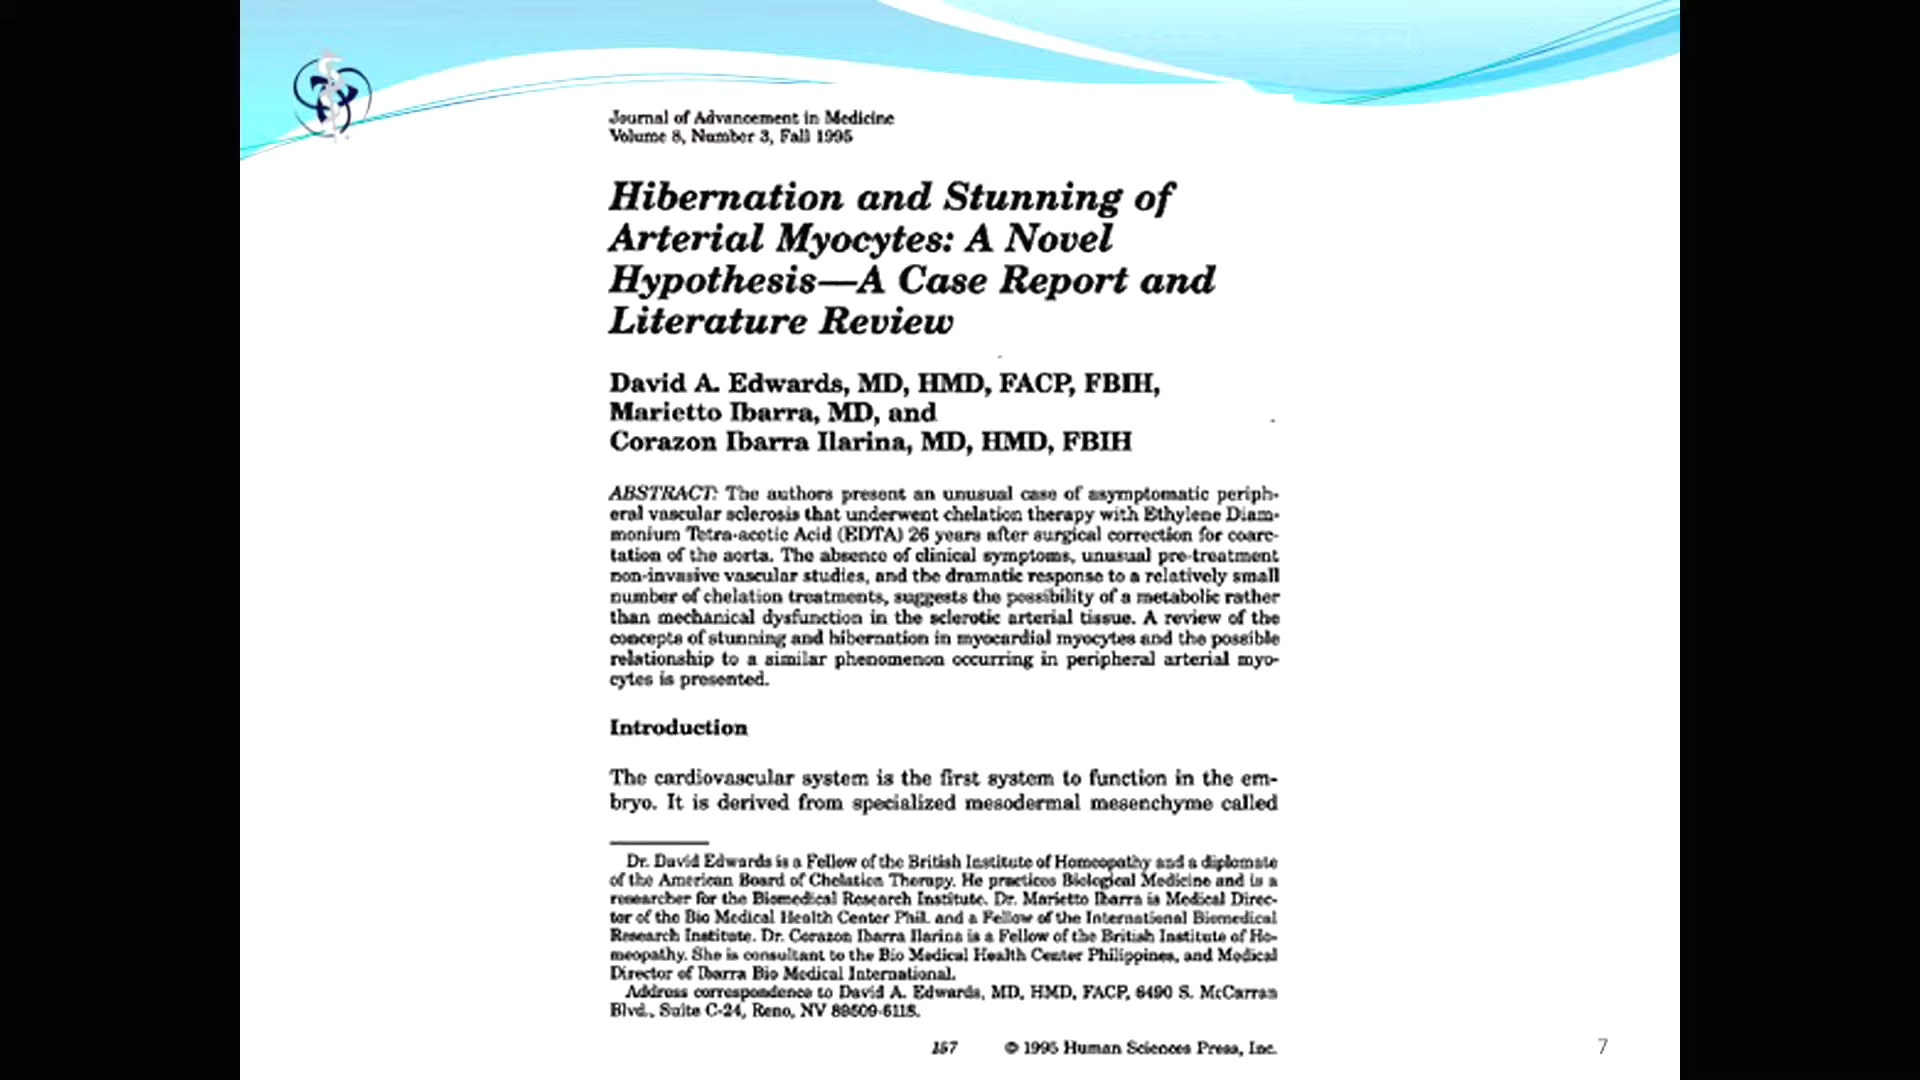 Journal of Advancement in Medicine
Volume 8, Number 3, Fall 1995
Hibernation and Stunning of
Arterial Myocytes: A Novel
Hypothesis—A Case Report and
Literature Review
David A. Edwards, MD, HMD, FACP, FBIH,
Marietto Ibarra, MD, and
Corazon Ibarra Ilarina, MD, HMD, FBIH
ABSTRACT: The authors present an unusual case of asymptomatic periph-
eral vascular sclerosis that underwent chelation therapy with Ethylene Diam-
monium Tetra-acetic Acid (EDTA) 26 years after surgical correction for coarc-
tation of the aorta. The absence of clinical symptoms, unusual pre-treatment
non-invasive vascular studies, and the dramatic response to a relatively small
number of chelation treatments, suggests the possibility of a metabolic rather
than mechanical dysfunction in the sclerotic arterial tissue. A review of the
concepts of stunning and hibernation in myocardial myocytes and the possible
relationship to a similar phenomenon occurring in peripheral arterial myo-
cytes is presented.
Introduction
The cardiovascular system is the first system to function in the em-
bryo. It is derived from specialized mesodermal mesenchyme called
Dr. David Edwards is a Fellow of the British Institute of Homeopathy and a diplomate
of the American Board of Chelation Therapy. He practices Biological Medicine and is a
researcher for the Biomedical Research Institute. Dr. Marietto Ibarra is Medical Direc-
tor of the Bio Medical Health Center Phil. and a Fellow of the International Biomedical
Research Institute. Dr. Corazon Ibarra Ilarina is a Fellow of the British Institute of Ho-
meopathy. She is consultant to the Bio Medical Health Center Philippines, and Medical
Director of Ibarra Bio Medical International.
Address correspondence to David A. Edwards, MD, HMD, FACP, 6490 S. McCarran
Blvd., Suite C-24, Reno, NV 89509-6118.
157 © 1995 Human Sciences Press, Inc.
7